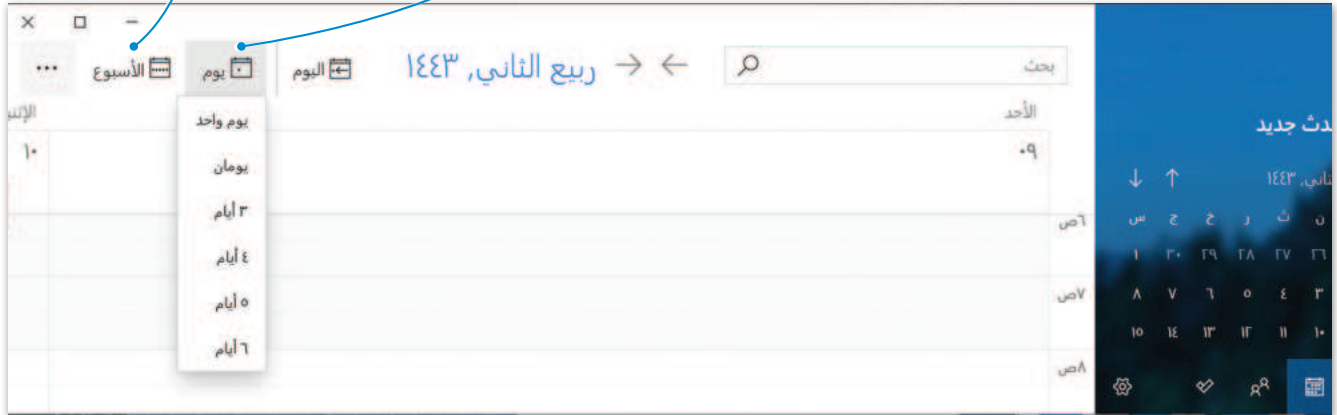 بحث
ربيع الثاني, ١٤٤٣
اليوم
يوم
الأسبوع
...
الأحد
الإثني
٠٩
١٠
يوم واحد
يومان
٣ أيام
٤ أيام
٥ أيام
٦ أيام
٦ص
٧ص
٨ص
دث جديد
ثاني, ١٤٤٣
ن ث ر خ ج س
٢٦ ٢٧ ٢٨ ٢٩ ٣٠ ١
٣ ٤ ٥ ٦ ٧ ٨
١٠ ١١ ١٢ ١٣ ١٤ ١٥